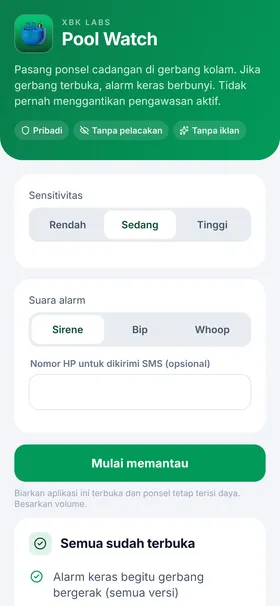 XBK LABS
Pool Watch
Pasang ponsel cadangan di gerbang kolam. Jika
gerbang terbuka, alarm keras berbunyi. Tidak
pernah menggantikan pengawasan aktif.
Pribadi
Tanpa pelacakan
Tanpa iklan
Sensitivitas
Rendah
Sedang
Tinggi
Suara alarm
Sirene
Bip
Whoop
Nomor HP untuk dikirimi SMS (opsional)
Mulai memantau
Biarkan aplikasi ini terbuka dan ponsel tetap terisi daya.
Besarkan volume.
Semua sudah terbuka
Alarm keras begitu gerbang
bergerak (semua versi)